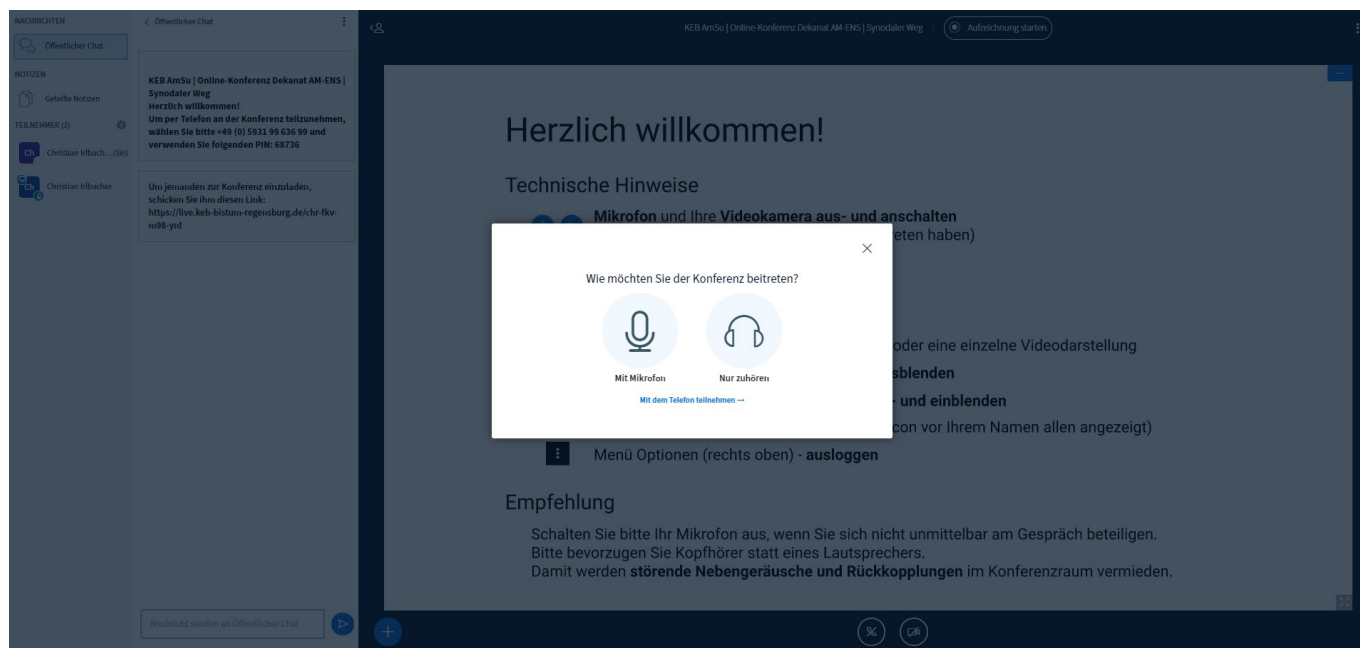 NACHRICHTEN
Öffentlicher Chat
NOTIZEN
Geteilte Notizen
TEILNEHMER (2)
Ch Christian Irlbach... (Sie)
Ch Christian Irlbacher
Öffentlicher Chat
KEB AmSu | Online-Konferenz Dekanat AM-ENS |
Synodaler Weg
Herzlich willkommen!
Um per Telefon an der Konferenz teilzunehmen,
wählen Sie bitte +49 (0) 5931 99 636 99 und
verwenden Sie folgenden PIN: 68736
Um jemanden zur Konferenz einzuladen,
schicken Sie ihm diesen Link:
https://live.keb-bistum-regensburg.de/chr-fkv-
m98-ynt
Nachricht senden an Öffentlicher Chat
KEB AmSu | Online-Konferenz Dekanat AM-ENS | Synodaler Weg
Aufzeichnung starten
Herzlich willkommen!
Technische Hinweise
Mikrofon und Ihre Videokamera aus- und anschalten
eten haben)
Wie möchten Sie der Konferenz beitreten?
Mit Mikrofon Nur zuhören
Mit dem Telefon teilnehmen
oder eine einzelne Videodarstellung
sblenden
- und einblenden
con vor Ihrem Namen allen angezeigt)
Menü Optionen (rechts oben) - ausloggen
Empfehlung
Schalten Sie bitte Ihr Mikrofon aus, wenn Sie sich nicht unmittelbar am Gespräch beteiligen.
Bitte bevorzugen Sie Kopfhörer statt eines Lautsprechers.
Damit werden störende Nebengeräusche und Rückkopplungen im Konferenzraum vermieden.